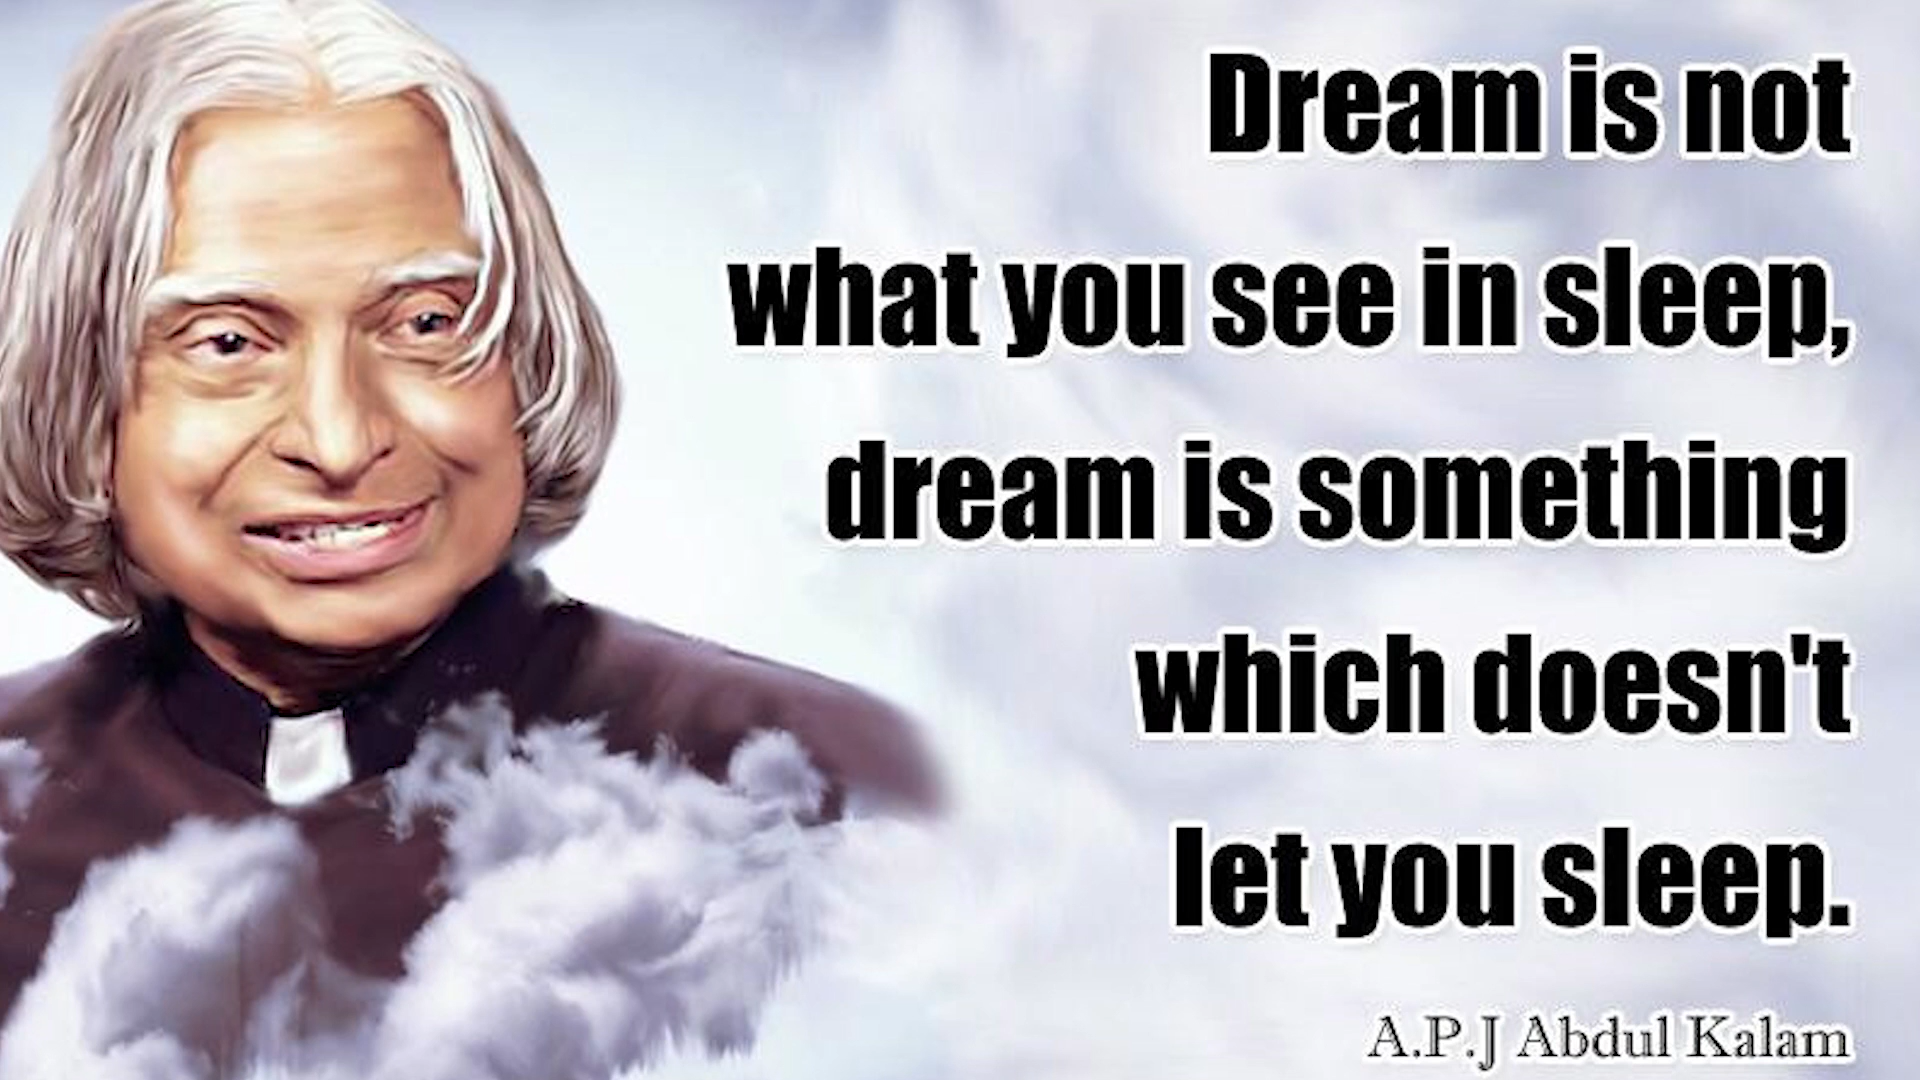 Dream is not
what you see in sleep,
dream is something
which doesn't
let you sleep.
A.P.J Abdul Kalam